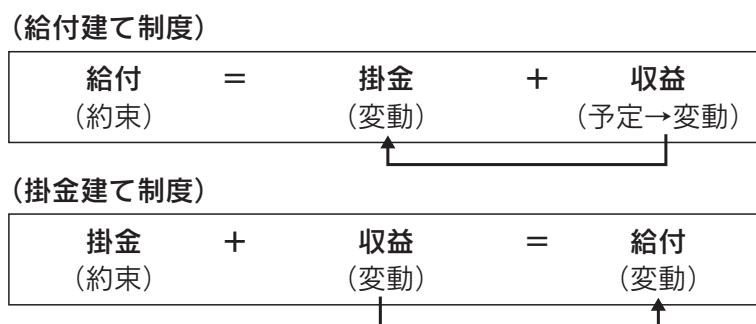 （給付建て制度）
給付 ＝ 掛金 ＋ 収益
（約束） （変動） （予定→変動）
（掛金建て制度）
掛金 ＋ 収益 ＝ 給付
（約束） （変動） （変動）